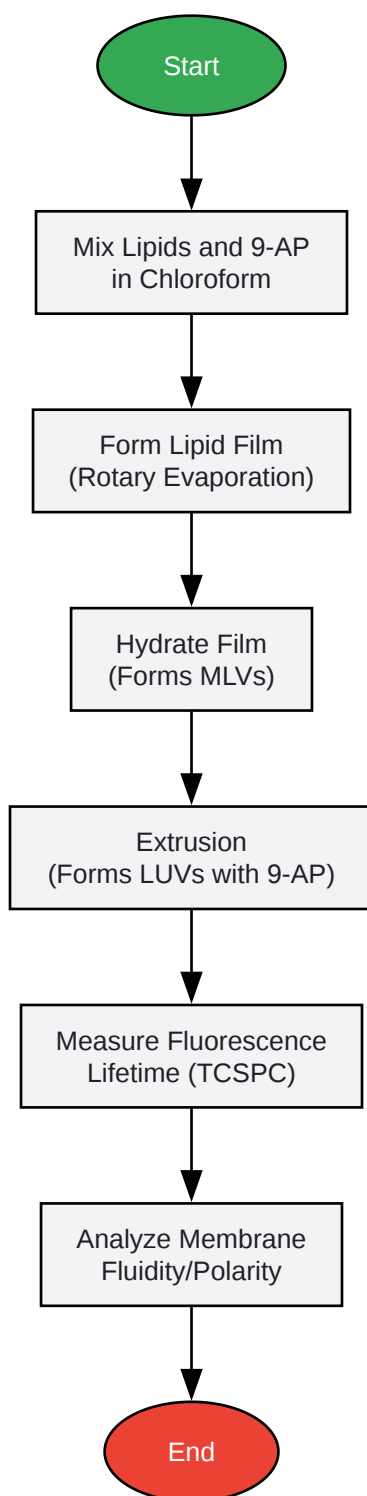 Start
Mix Lipids and 9-AP
in Chloroform
Form Lipid Film
(Rotary Evaporation)
Hydrate Film
(Forms MLVs)
Extrusion
(Forms LUVs with 9-AP)
Measure Fluorescence
Lifetime (TCSPC)
Analyze Membrane
Fluidity/Polarity
End